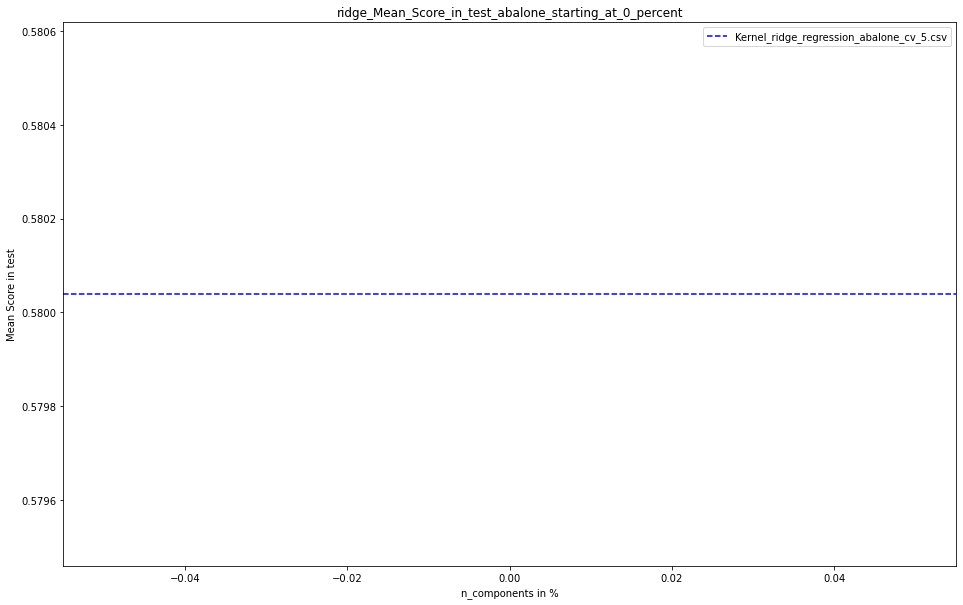 ridge_Mean_Score_in_test_abalone_starting_at_0_percent
Kernel_ridge_regression_abalone_cv_5.csv
Mean Score in test
0.5806
0.5804
0.5802
0.5800
0.5798
0.5796
−0.04 −0.02 0.00 0.02 0.04
n_components in %